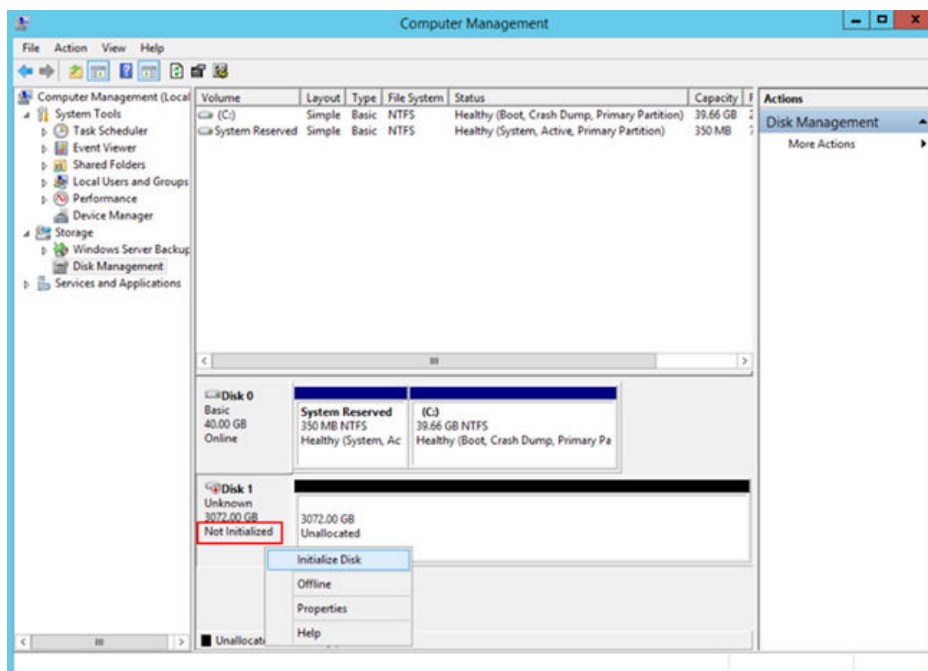 Computer Management
File Action View Help
Computer Management (Local
System Tools
Task Scheduler
Event Viewer
Shared Folders
Local Users and Groups
Performance
Device Manager
Storage
Windows Server Backup
Disk Management
Services and Applications
Volume Layout Type File System Status Capacity F
(C:) Simple Basic NTFS Healthy (Boot, Crash Dump, Primary Partition) 39.66 GB
System Reserved Simple Basic NTFS Healthy (System, Active, Primary Partition) 350 MB
Actions
Disk Management
More Actions
Disk 0
Basic
40.00 GB
Online
System Reserved
350 MB NTFS
Healthy (System, Ac
(C:)
39.66 GB NTFS
Healthy (Boot, Crash Dump, Primary Pa
Disk 1
Unknown
3072.00 GB
Not Initialized
3072.00 GB
Unallocated
Initialize Disk
Offline
Properties
Help
Unallocat